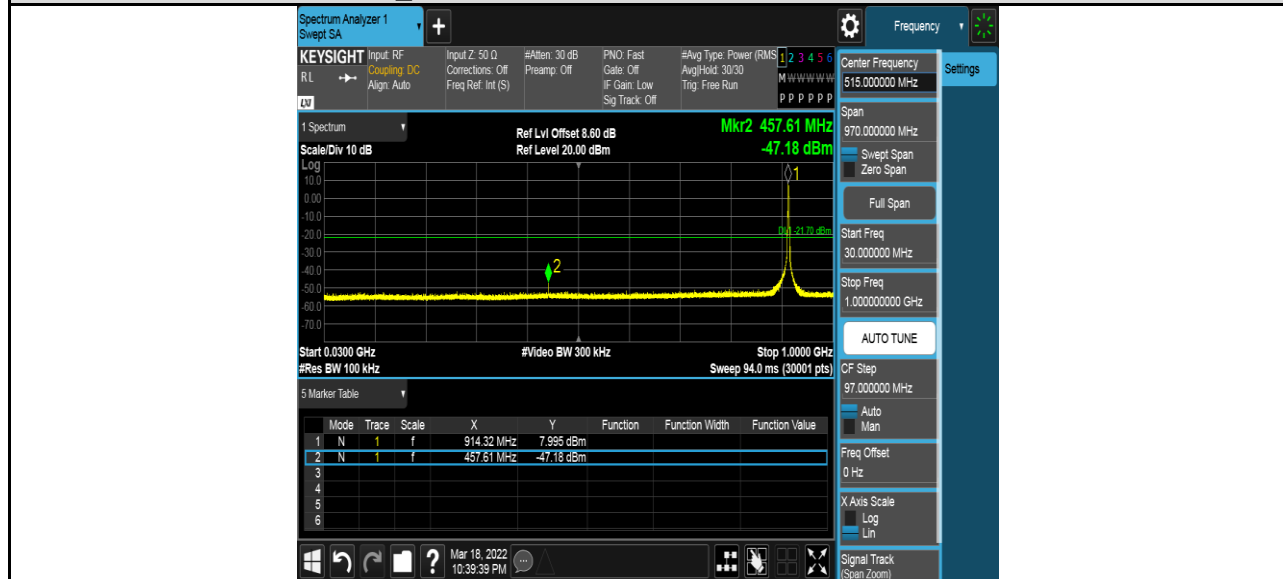 Spectrum Analyzer 1
Swept SA
+
Frequency
KEYSIGHT
RL
LXI
Input: RF
Coupling: DC
Align: Auto
Input Z: 50 Ω
Corrections: Off
Freq Ref: Int (S)
#Atten: 30 dB
Preamp: Off
PNO: Fast
Gate: Off
IF Gain: Low
Sig Track: Off
#Avg Type: Power (RMS
Avg|Hold: 30/30
Trig: Free Run
1 2 3 4 5 6
M W W W W W
P P P P P P
1 Spectrum
Scale/Div 10 dB
Ref Lvl Offset 8.60 dB
Ref Level 20.00 dBm
Mkr2 457.61 MHz
-47.18 dBm
Log
10.0
0.00
-10.0
-20.0
-30.0
-40.0
-50.0
-60.0
-70.0
1
2
DL1 -21.70 dBm
Start 0.0300 GHz
#Res BW 100 kHz
#Video BW 300 kHz
Stop 1.0000 GHz
Sweep 94.0 ms (30001 pts)
5 Marker Table
Mode Trace Scale X Y Function Function Width Function Value
1 N 1 f 914.32 MHz 7.995 dBm
2 N 1 f 457.61 MHz -47.18 dBm
3
4
5
6
?
Mar 18, 2022
10:39:39 PM
Center Frequency
515.000000 MHz
Settings
Span
970.000000 MHz
Swept Span
Zero Span
Full Span
Start Freq
30.000000 MHz
Stop Freq
1.000000000 GHz
AUTO TUNE
CF Step
97.000000 MHz
Auto
Man
Freq Offset
0 Hz
X Axis Scale
Log
Lin
Signal Track
(Span Zoom)